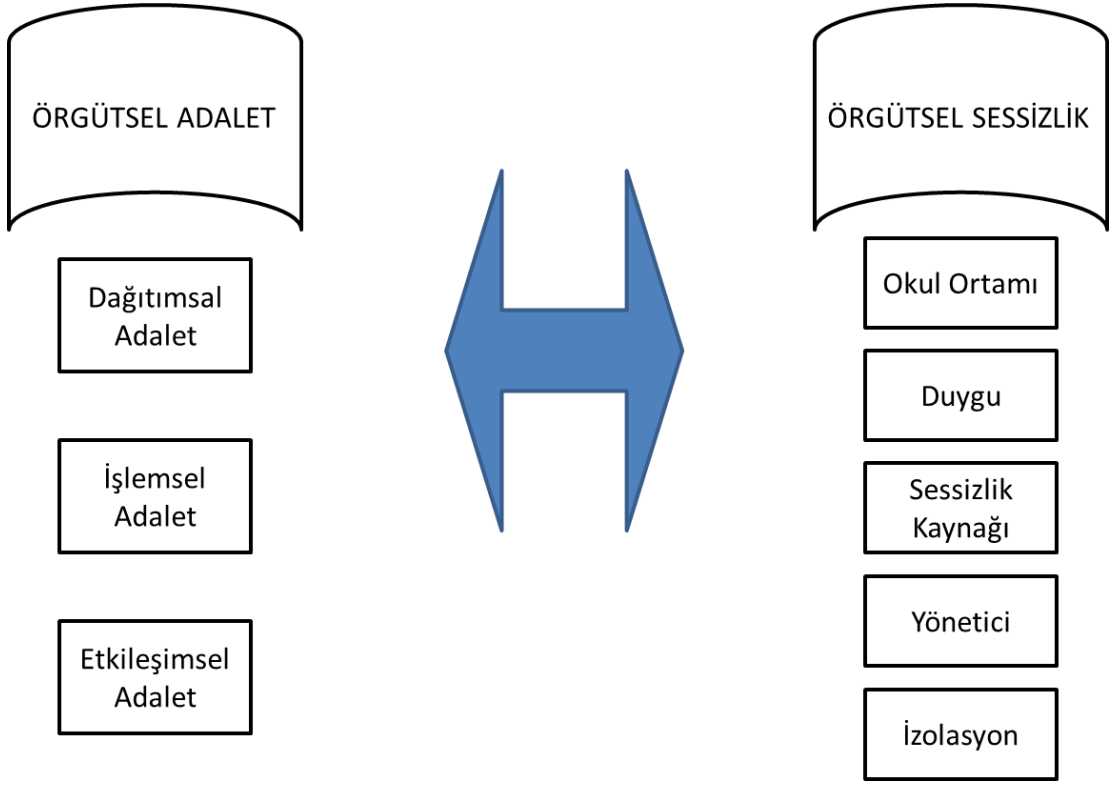 ÖRGÜTSEL ADALET
Dağıtımsal
Adalet
İşlemsel
Adalet
Etkileşimsel
Adalet
ÖRGÜTSEL SESSİZLİK
Okul Ortamı
Duygu
Sessizlik
Kaynağı
Yönetici
İzolasyon